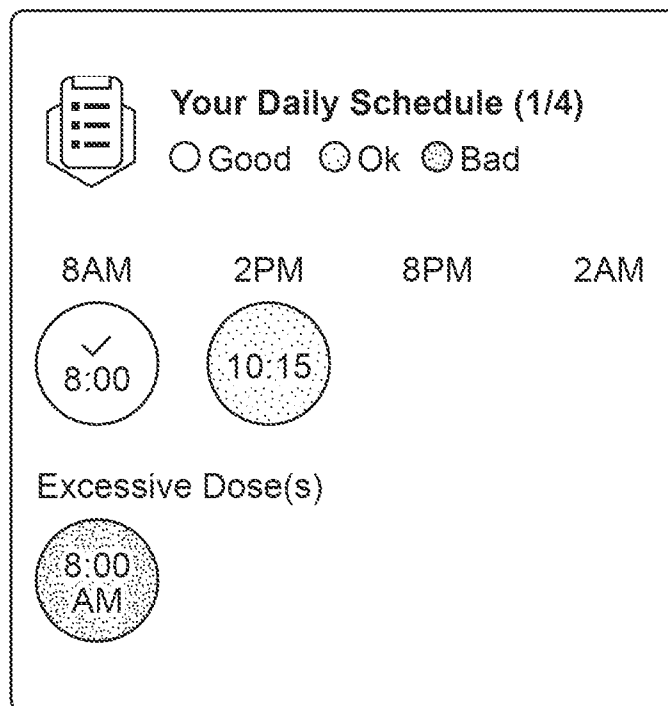 Your Daily Schedule (1/4)
Good Ok Bad
8AM 2PM 8PM 2AM
8:00 10:15
Excessive Dose(s)
8:00
AM